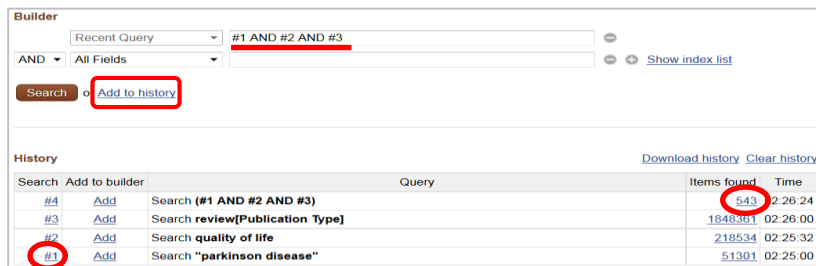 Builder
Recent Query #1 AND #2 AND #3
AND All Fields Show index list
Search or Add to history
History Download history Clear history
Search Add to builder Query Items found Time
#4 Add Search (#1 AND #2 AND #3) 543 02:26:24
#3 Add Search review[Publication Type] 1848361 02:26:00
#2 Add Search quality of life 218534 02:25:32
#1 Add Search "parkinson disease" 51301 02:25:00